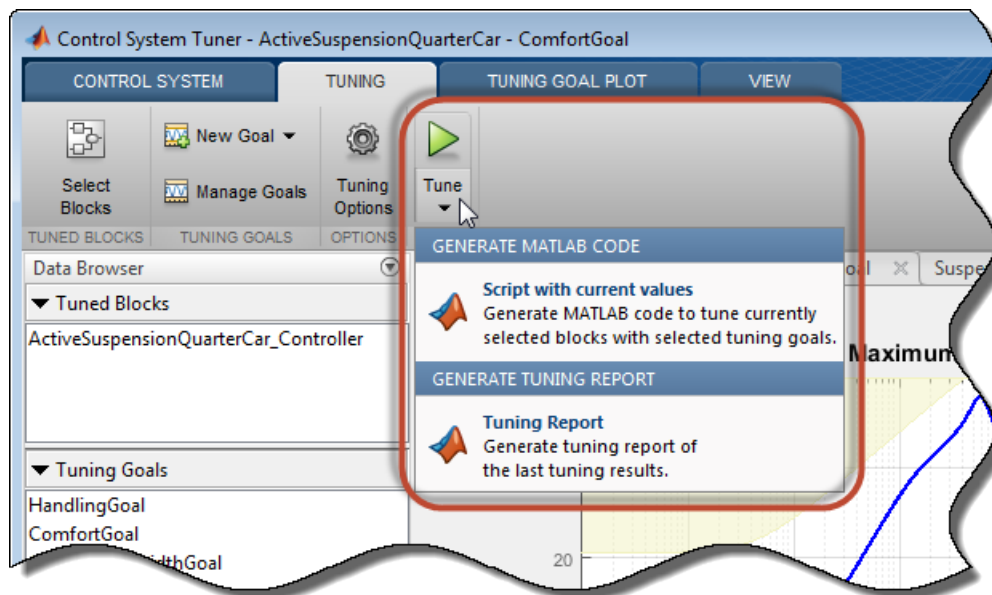 Control System Tuner - ActiveSuspensionQuarterCar - ComfortGoal
CONTROL SYSTEM TUNING TUNING GOAL PLOT VIEW
Select
Blocks
New Goal
Manage Goals
Tuning
Options
Tune
TUNED BLOCKS TUNING GOALS OPTIONS
GENERATE MATLAB CODE
Script with current values
Generate MATLAB code to tune currently
selected blocks with selected tuning goals.
GENERATE TUNING REPORT
Tuning Report
Generate tuning report of
the last tuning results.
Data Browser
Tuned Blocks
ActiveSuspensionQuarterCar_Controller
Tuning Goals
HandlingGoal
ComfortGoal
20